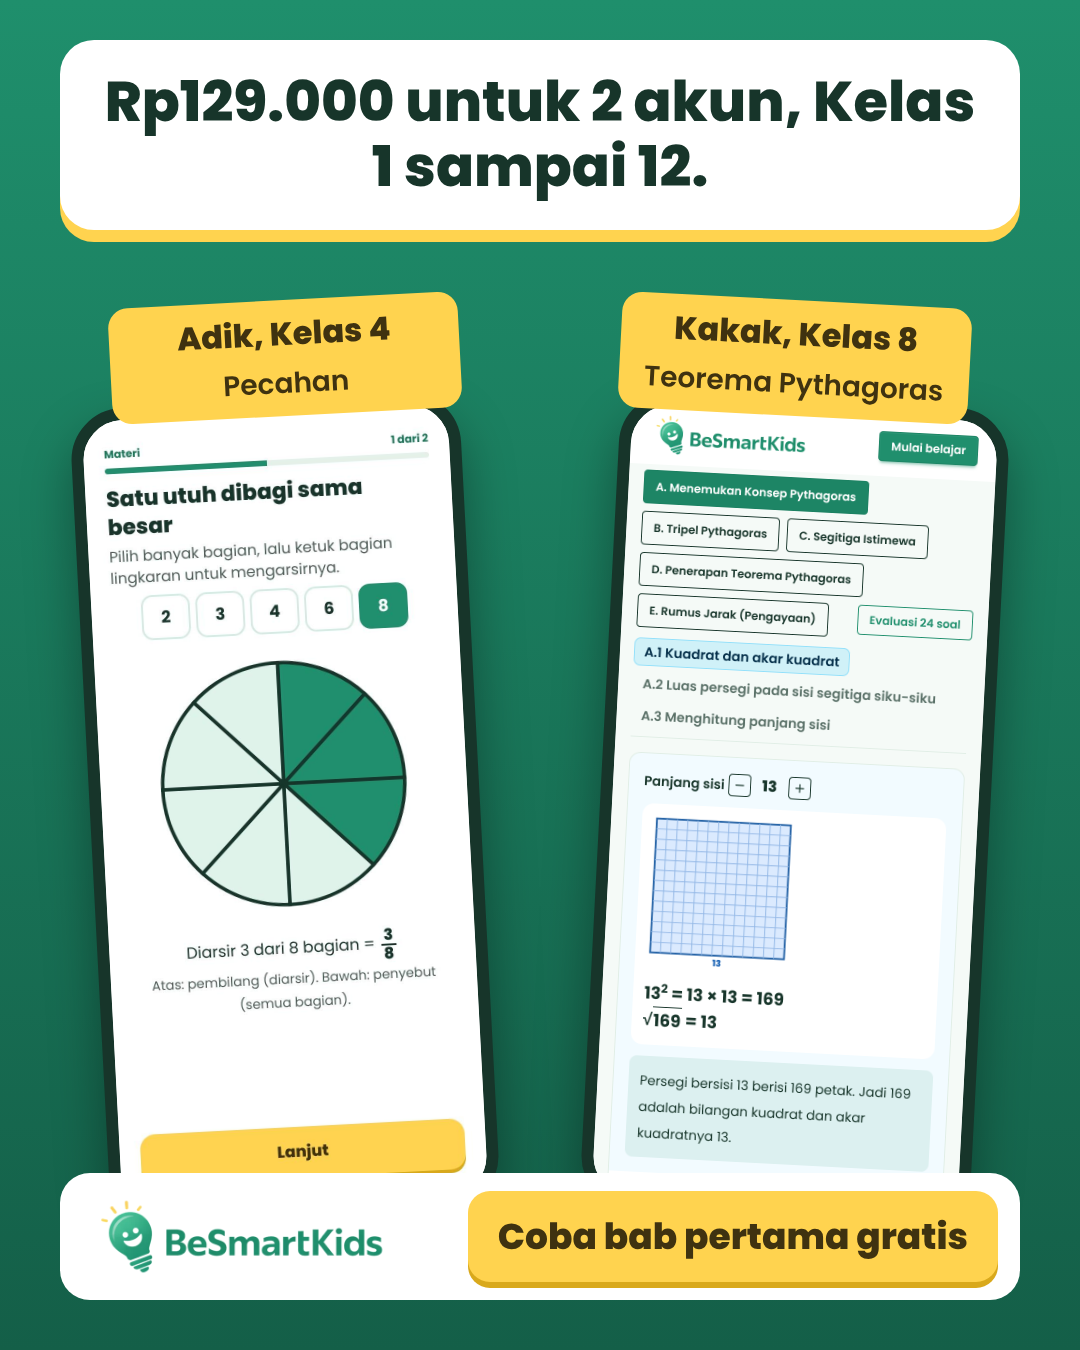 Rp129.000 untuk 2 akun, Kelas
1 sampai 12.
Adik, Kelas 4
Pecahan
Kakak, Kelas 8
Teorema Pythagoras
Materi
1 dari 2
Satu utuh dibagi sama
besar
Pilih banyak bagian, lalu ketuk bagian
lingkaran untuk mengarsirnya.
2 3 4 6 8
Diarsir 3 dari 8 bagian = 3/8
Atas: pembilang (diarsir). Bawah: penyebut
(semua bagian).
Lanjut
BeSmartKids
Mulai belajar
A. Menemukan Konsep Pythagoras
B. Tripel Pythagoras
C. Segitiga Istimewa
D. Penerapan Teorema Pythagoras
E. Rumus Jarak (Pengayaan)
Evaluasi 24 soal
A.1 Kuadrat dan akar kuadrat
A.2 Luas persegi pada sisi segitiga siku-siku
A.3 Menghitung panjang sisi
Panjang sisi − 13 +
13
13² = 13 × 13 = 169
√169 = 13
Persegi bersisi 13 berisi 169 petak. Jadi 169
adalah bilangan kuadrat dan akar
kuadratnya 13.
BeSmartKids
Coba bab pertama gratis